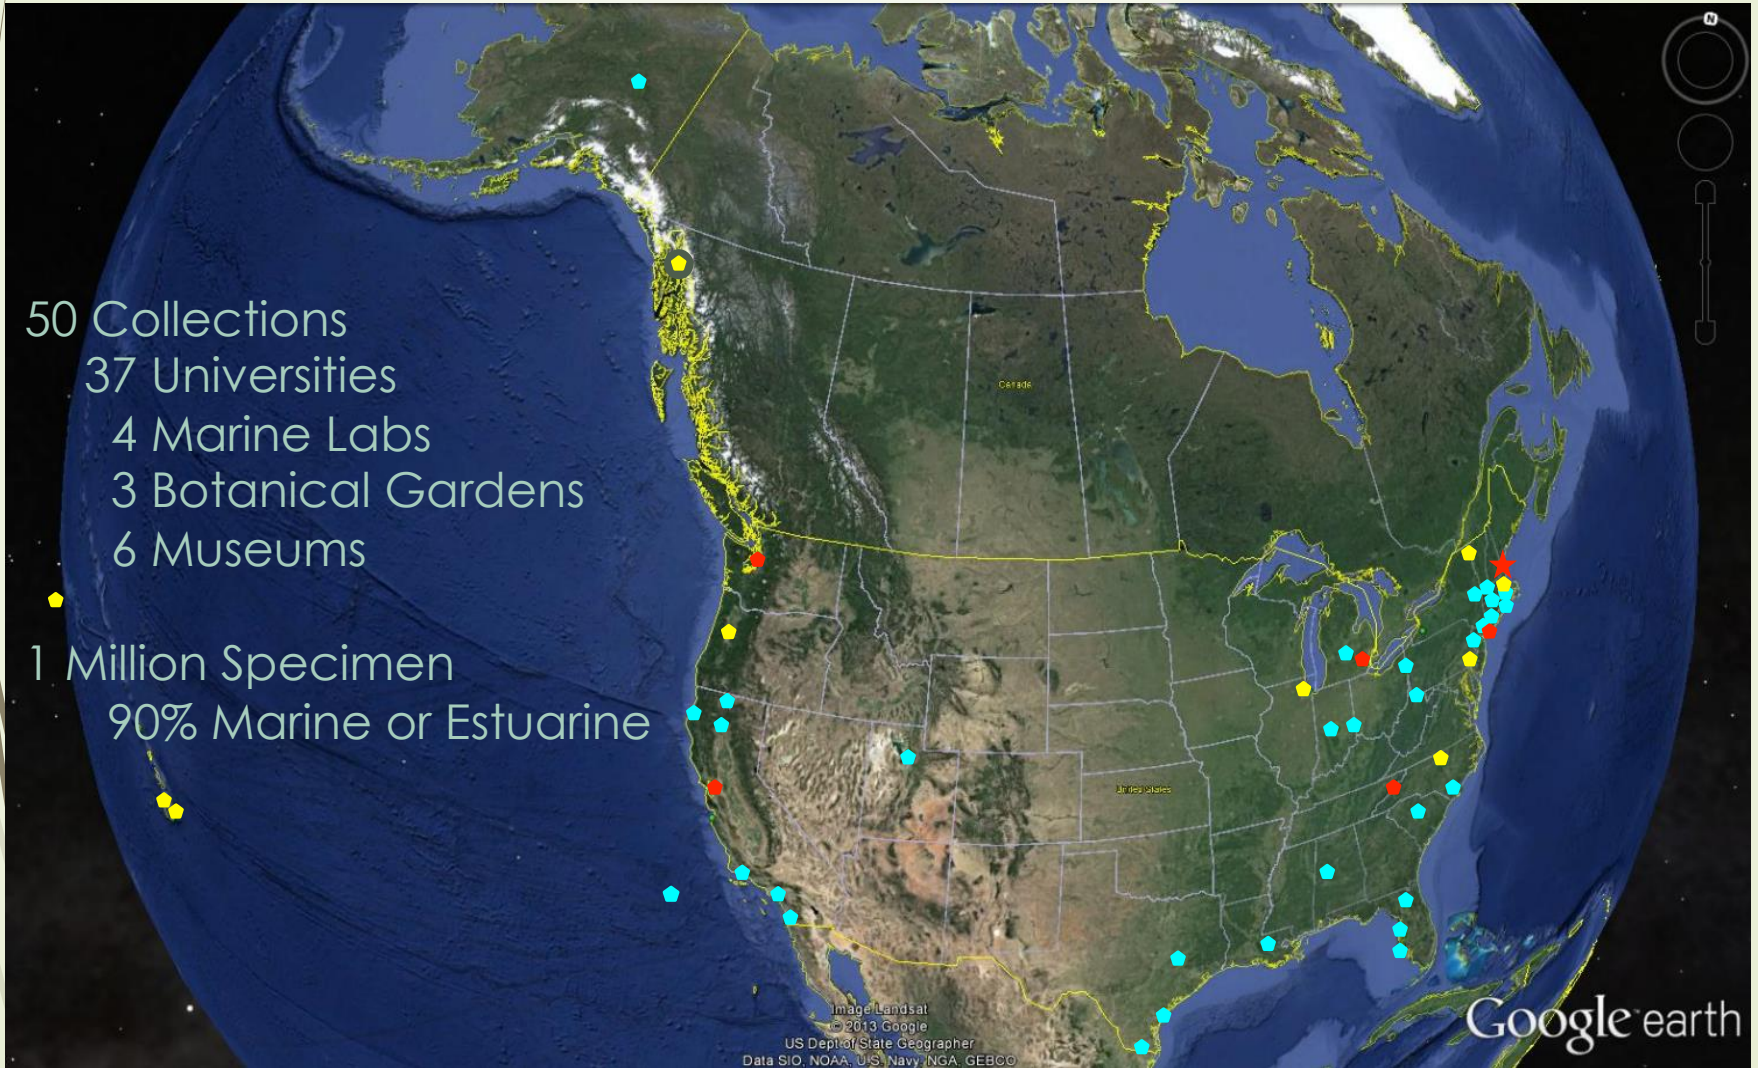 N
50 Collections
37 Universities
4 Marine Labs
3 Botanical Gardens
6 Museums
1 Million Specimen
90% Marine or Estuarine
Canada
United States
Image Landsat
© 2013 Google
US Dept of State Geographer
Data SIO, NOAA, U.S. Navy, NGA, GEBCO
Google earth